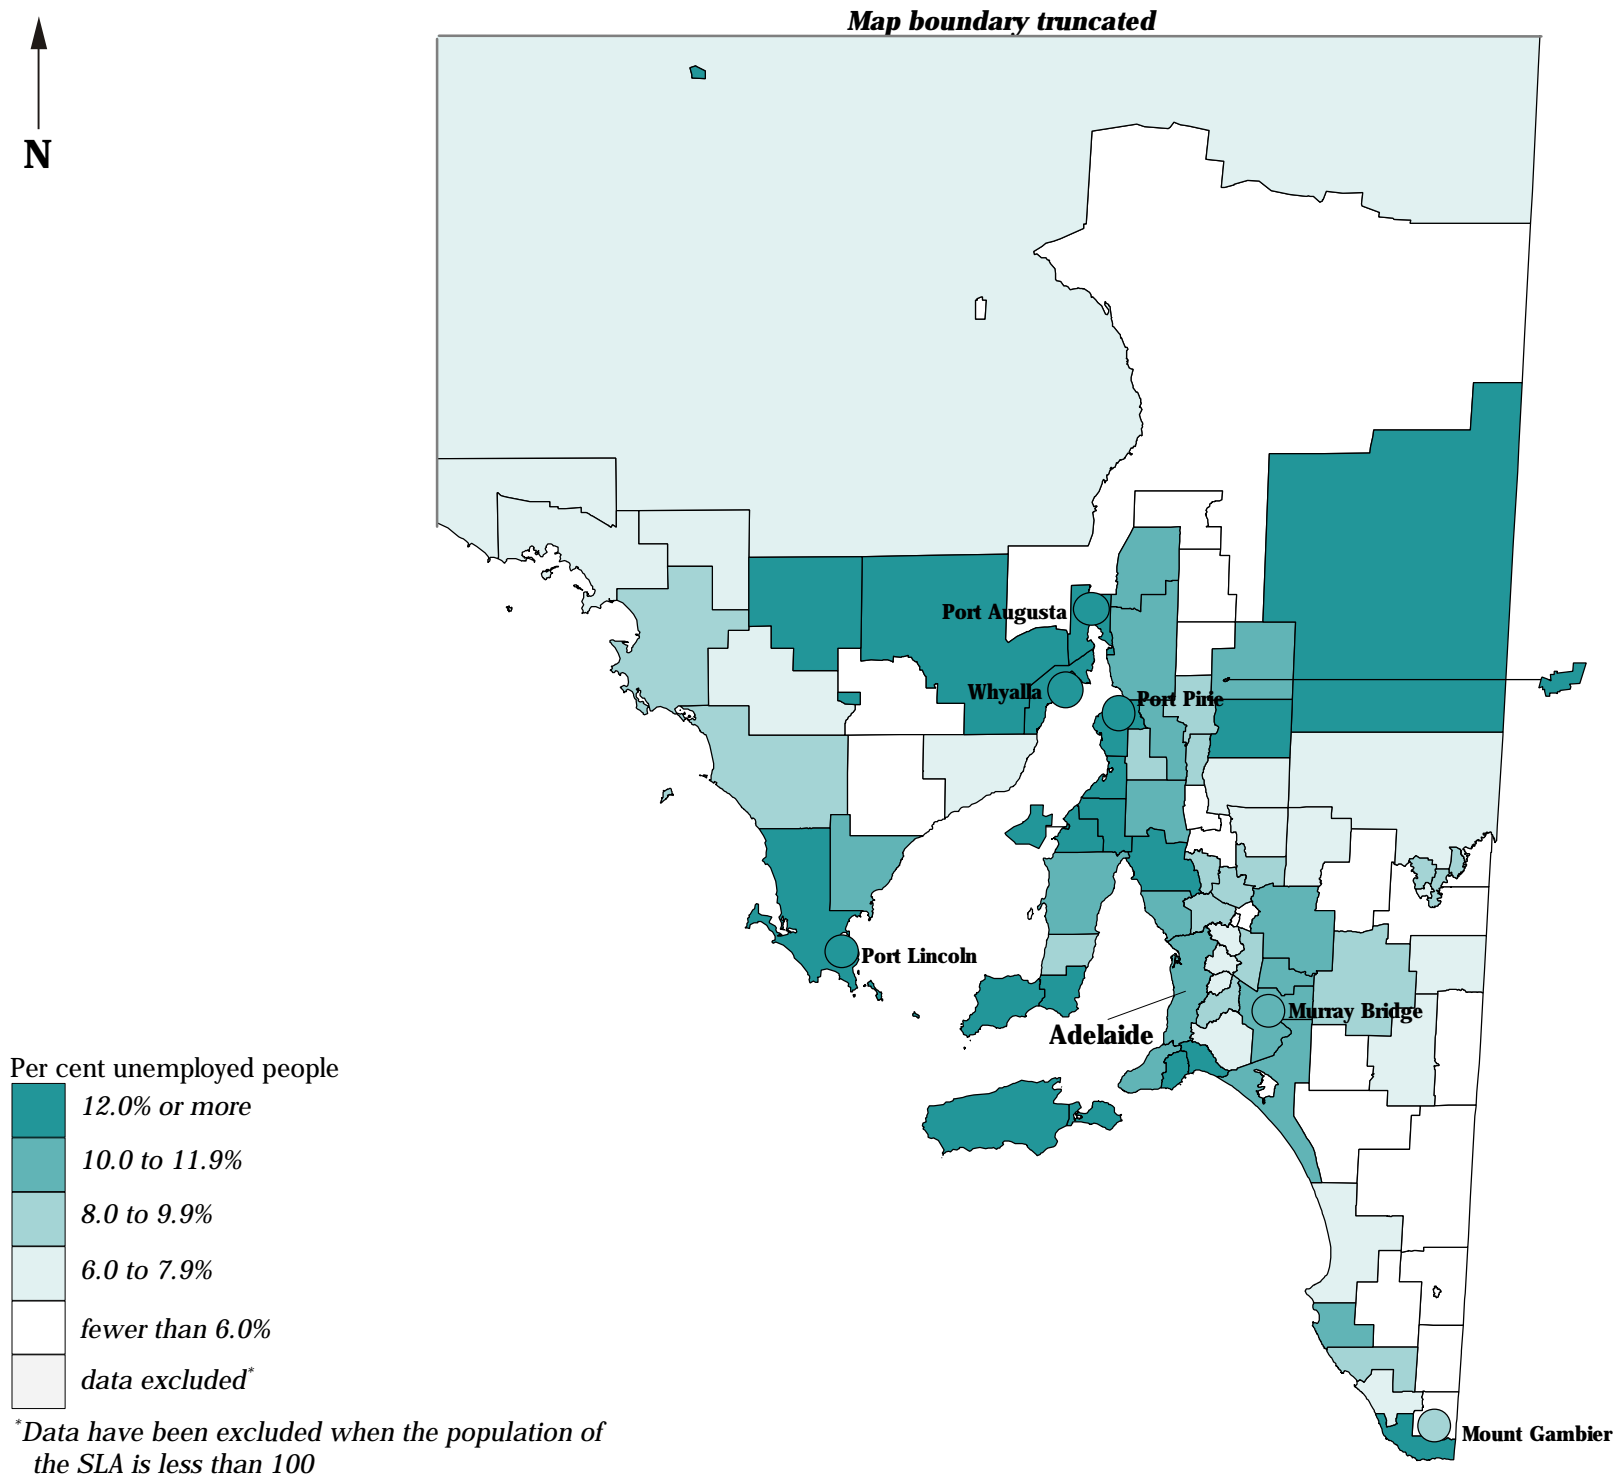 Map boundary truncated
N
Port Augusta
Whyalla
Port Pirie
Port Lincoln
Murray Bridge
Adelaide
Per cent unemployed people
12.0% or more
10.0 to 11.9%
8.0 to 9.9%
6.0 to 7.9%
fewer than 6.0%
data excluded*
*Data have been excluded when the population of
the SLA is less than 100
Mount Gambier